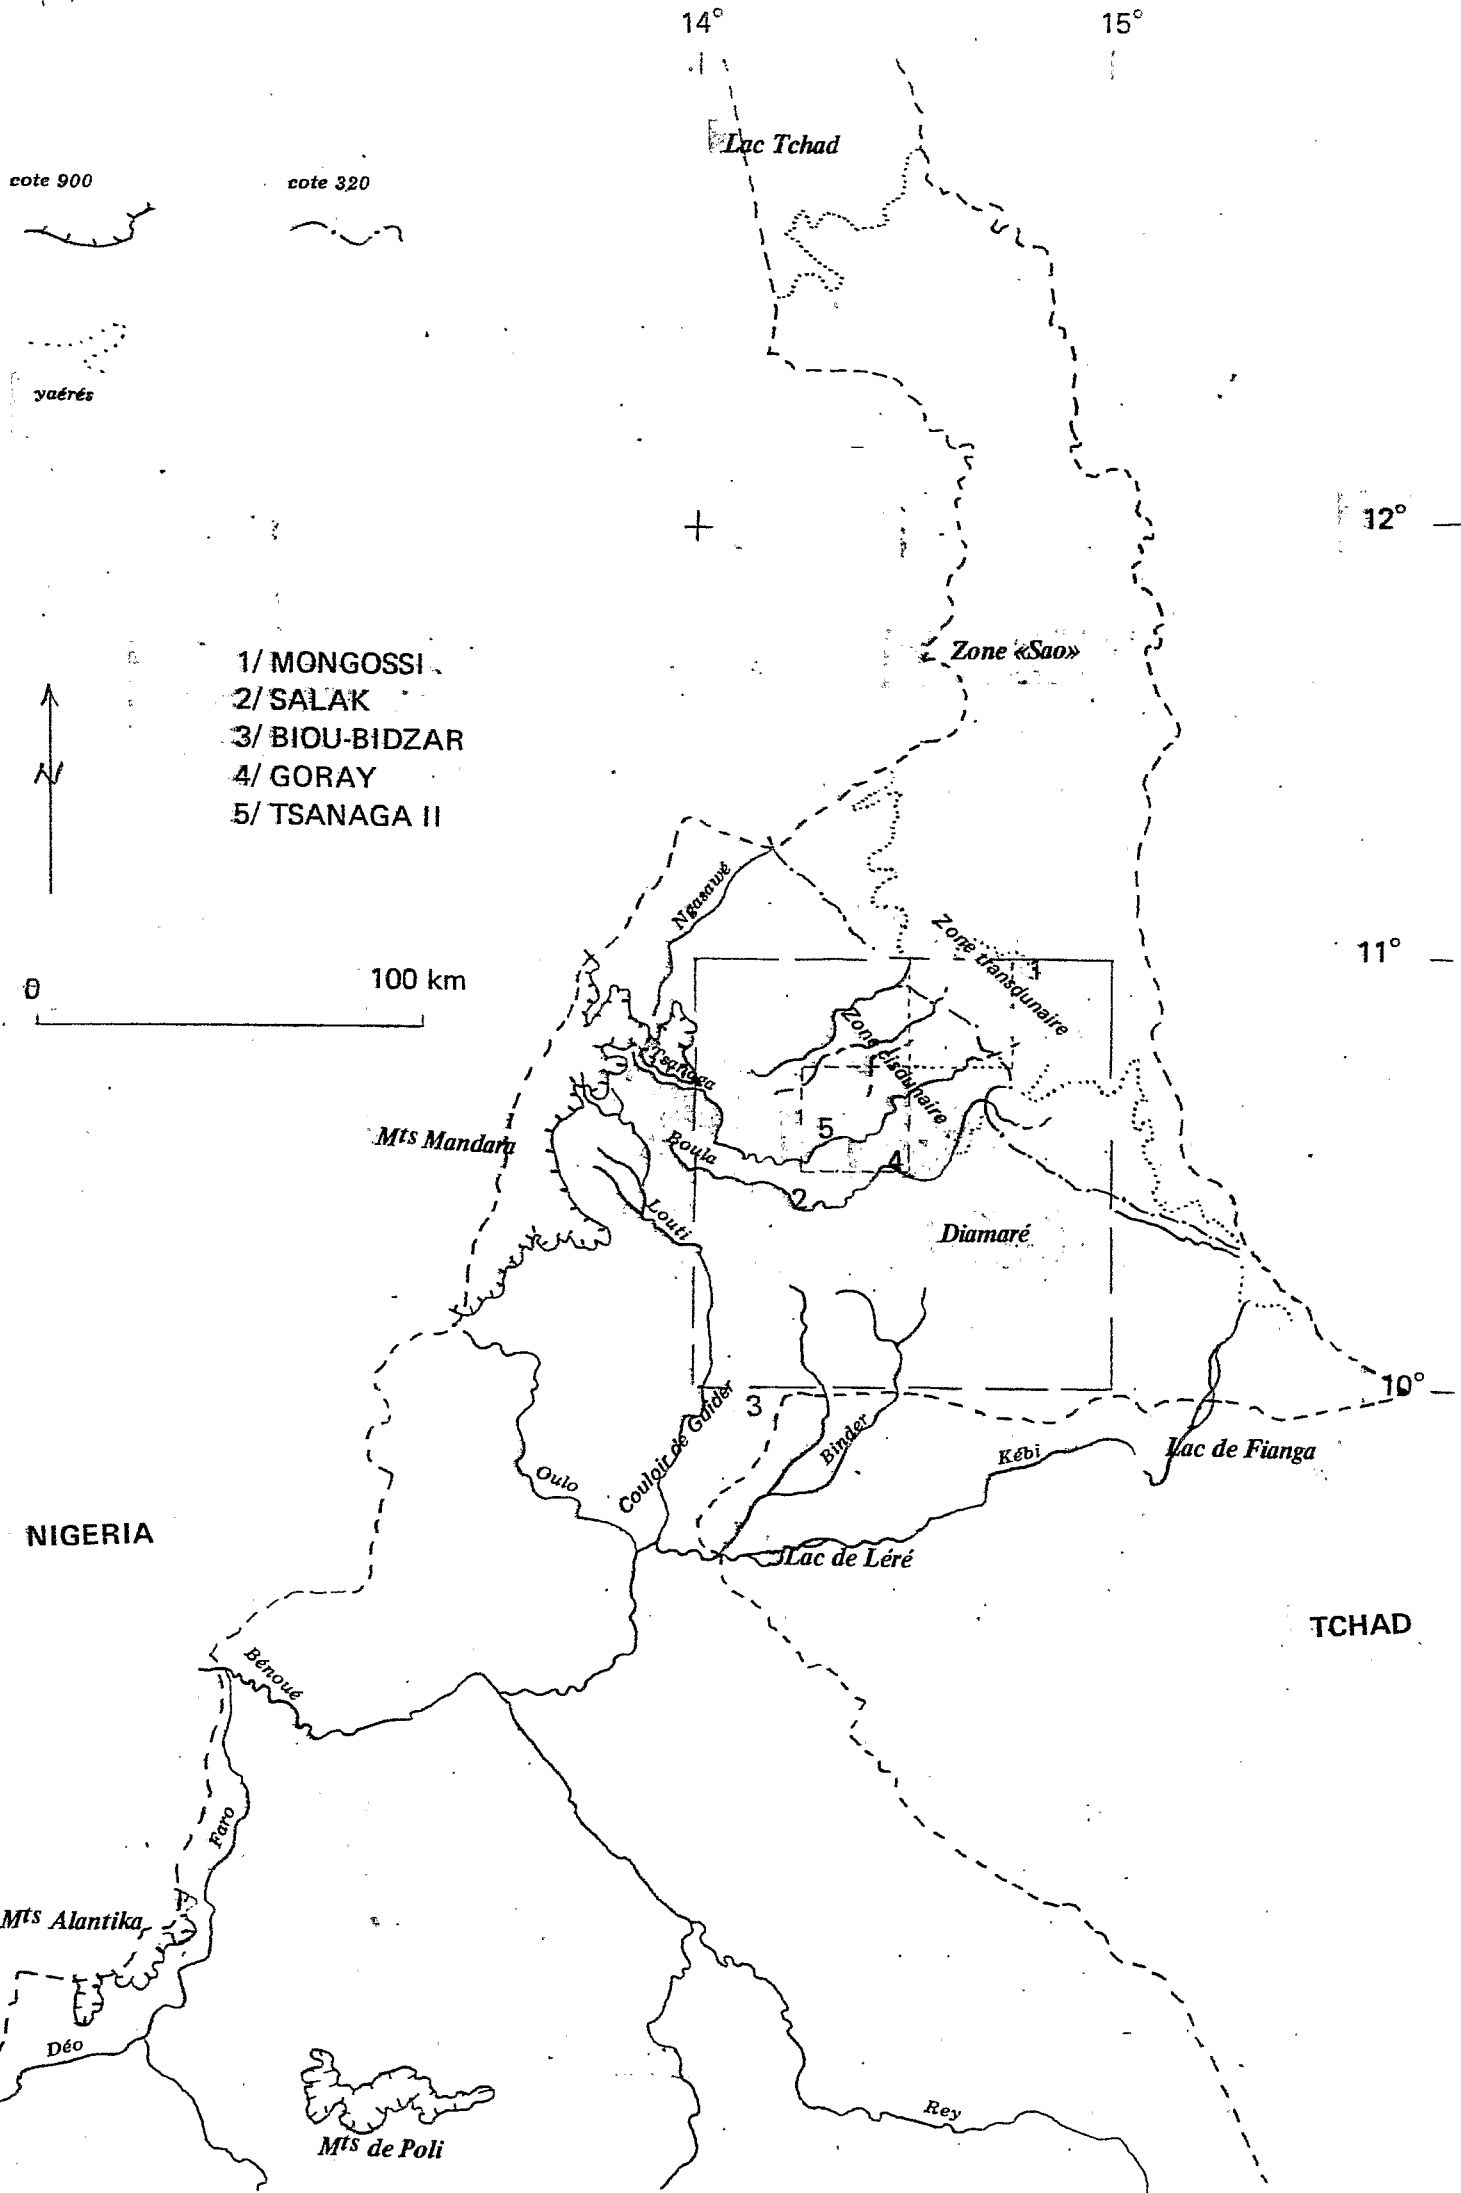 14°
15°
Lac Tchad
cote 900
cote 320
yaérés
12°
Zone «Sao»
1/ MONGOSSI
2/ SALAK
3/ BIOU-BIDZAR
4/ GORAY
5/ TSANAGA II
N
Ngasawé
11°
Zone transdunaire
0
100 km
1
Zone cisdunaire
Tsanaga
5
Mts Mandara
Boula
4
2
Louti
Diamaré
10°
3
Couloir de Guider
Binder
Kébi
Lac de Fianga
Oulo
NIGERIA
Lac de Léré
TCHAD
Bénoué
Faro
Mts Alantika
Déo
Rey
Mts de Poli